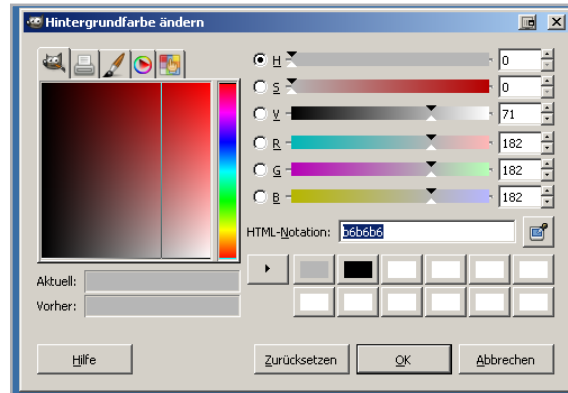 Hintergrundfarbe ändern
H 0
S 0
V 71
R 182
G 182
B 182
HTML-Notation: b6b6b6
Aktuell:
Vorher:
Hilfe Zurücksetzen OK Abbrechen